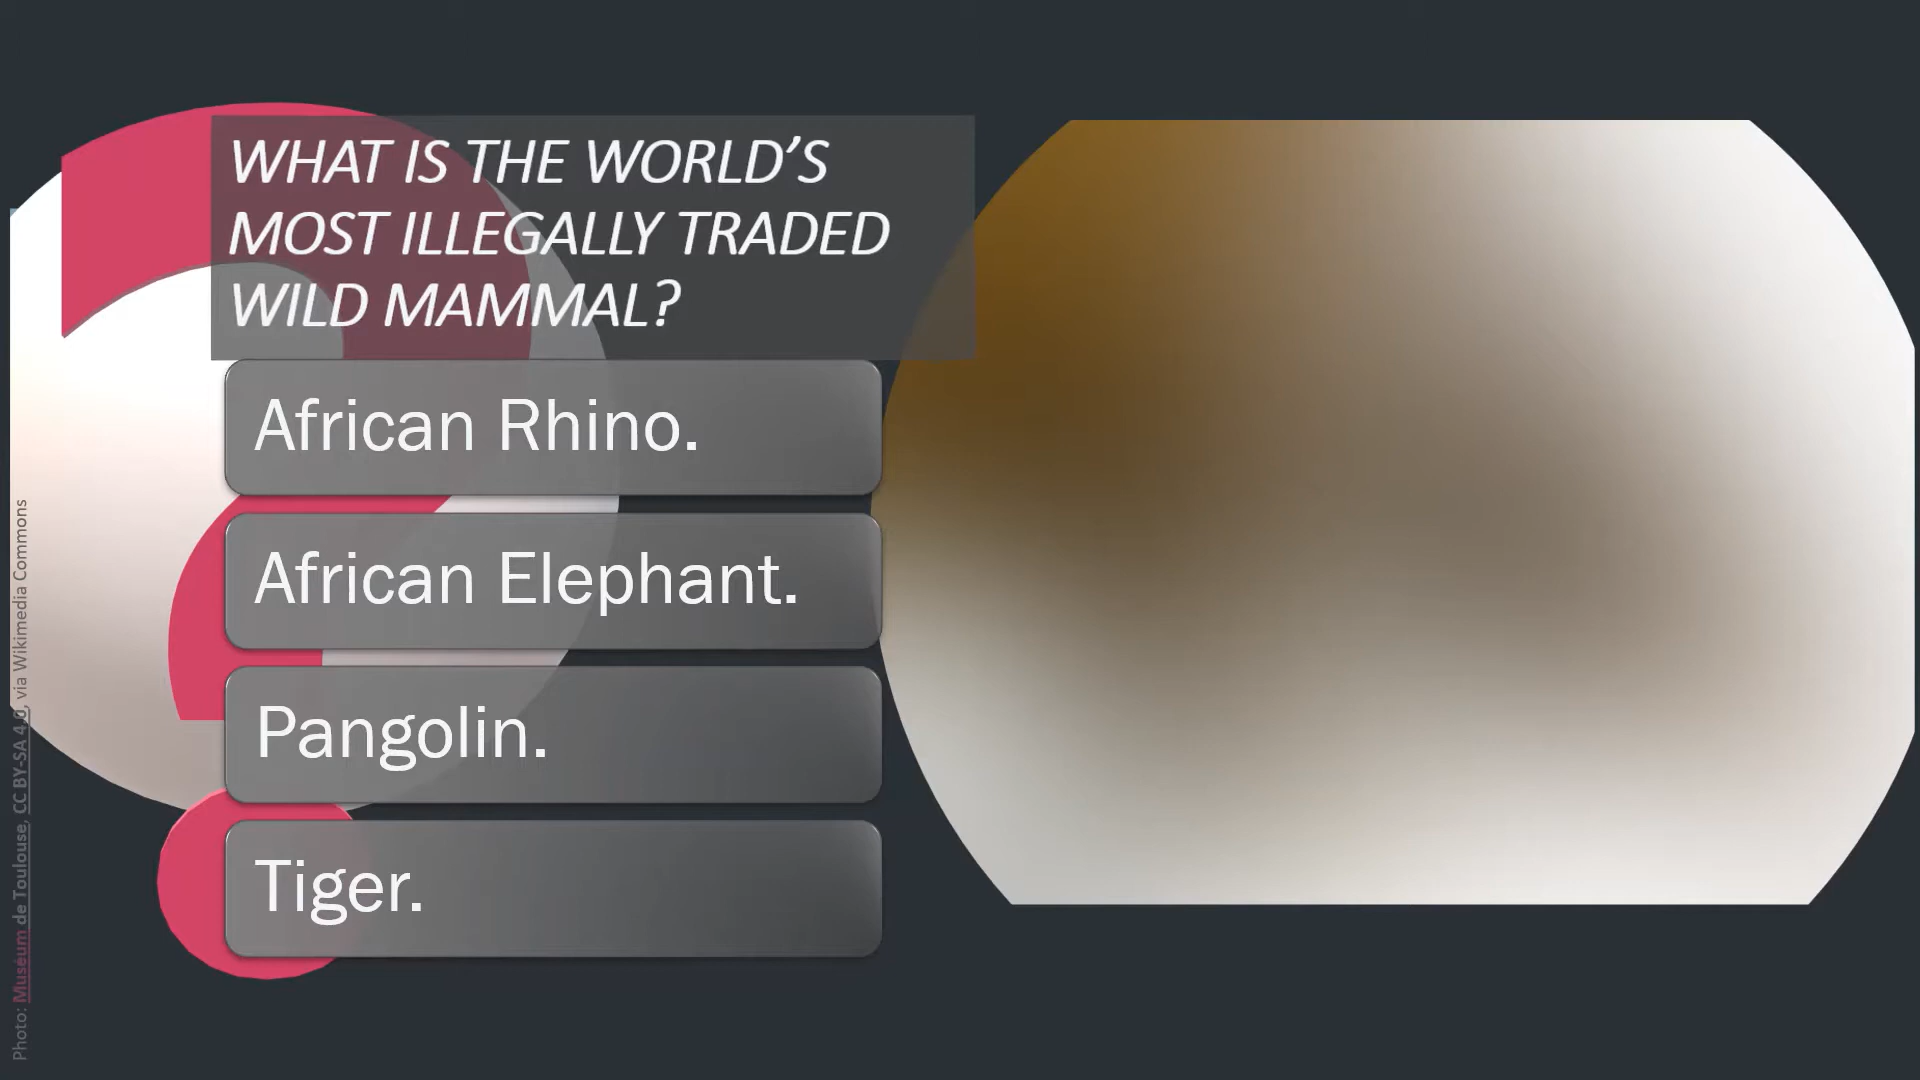 WHAT IS THE WORLD’S
MOST ILLEGALLY TRADED
WILD MAMMAL?
African Rhino.
African Elephant.
Pangolin.
Tiger.
Photo: Muséum de Toulouse, CC BY-SA 4.0, via Wikimedia Commons